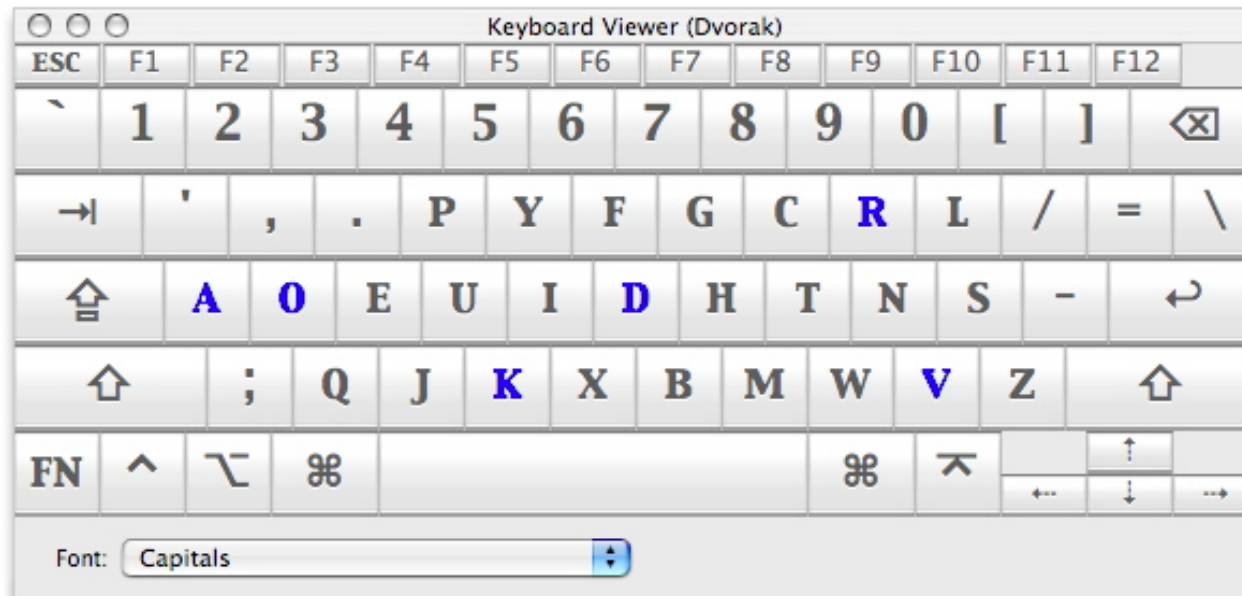 Keyboard Viewer (Dvorak)
ESC F1 F2 F3 F4 F5 F6 F7 F8 F9 F10 F11 F12
` 1 2 3 4 5 6 7 8 9 0 [ ]
' , . P Y F G C R L / = \
A O E U I D H T N S -
; Q J K X B M W V Z
FN ^ ⌥ ⌘ ⌘
Font: Capitals